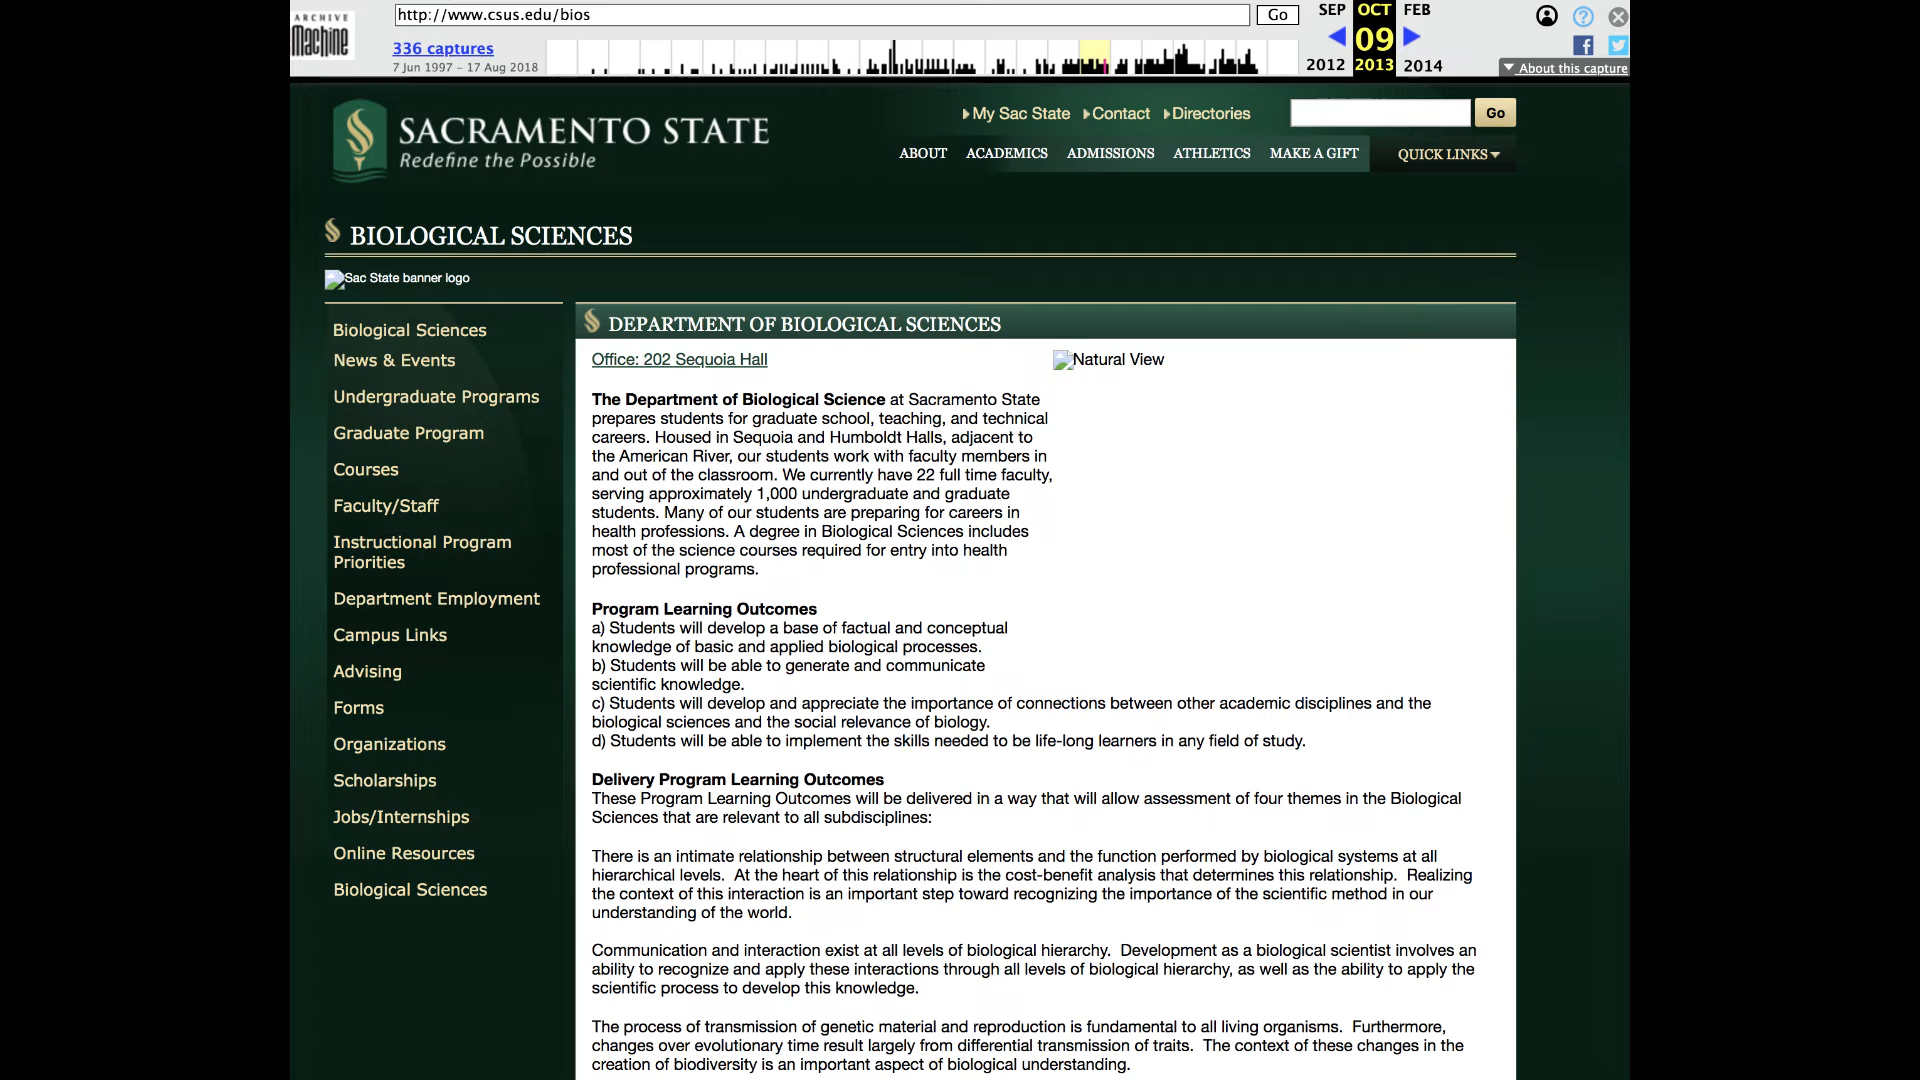 ARCHIVE
Machine
http://www.csus.edu/bios
Go
SEP OCT FEB
336 captures
09
7 Jun 1997 – 17 Aug 2018
2012 2013 2014
About this capture
SACRAMENTO STATE
Redefine the Possible
My Sac State Contact Directories
Go
ABOUT ACADEMICS ADMISSIONS ATHLETICS MAKE A GIFT QUICK LINKS
BIOLOGICAL SCIENCES
Sac State banner logo
Biological Sciences
News & Events
Undergraduate Programs
Graduate Program
Courses
Faculty/Staff
Instructional Program
Priorities
Department Employment
Campus Links
Advising
Forms
Organizations
Scholarships
Jobs/Internships
Online Resources
Biological Sciences
DEPARTMENT OF BIOLOGICAL SCIENCES
Office: 202 Sequoia Hall
Natural View
The Department of Biological Science at Sacramento State
prepares students for graduate school, teaching, and technical
careers. Housed in Sequoia and Humboldt Halls, adjacent to
the American River, our students work with faculty members in
and out of the classroom. We currently have 22 full time faculty,
serving approximately 1,000 undergraduate and graduate
students. Many of our students are preparing for careers in
health professions. A degree in Biological Sciences includes
most of the science courses required for entry into health
professional programs.
Program Learning Outcomes
a) Students will develop a base of factual and conceptual
knowledge of basic and applied biological processes.
b) Students will be able to generate and communicate
scientific knowledge.
c) Students will develop and appreciate the importance of connections between other academic disciplines and the
biological sciences and the social relevance of biology.
d) Students will be able to implement the skills needed to be life-long learners in any field of study.
Delivery Program Learning Outcomes
These Program Learning Outcomes will be delivered in a way that will allow assessment of four themes in the Biological
Sciences that are relevant to all subdisciplines:
There is an intimate relationship between structural elements and the function performed by biological systems at all
hierarchical levels.  At the heart of this relationship is the cost-benefit analysis that determines this relationship.  Realizing
the context of this interaction is an important step toward recognizing the importance of the scientific method in our
understanding of the world.
Communication and interaction exist at all levels of biological hierarchy.  Development as a biological scientist involves an
ability to recognize and apply these interactions through all levels of biological hierarchy, as well as the ability to apply the
scientific process to develop this knowledge.
The process of transmission of genetic material and reproduction is fundamental to all living organisms.  Furthermore,
changes over evolutionary time result largely from differential transmission of traits.  The context of these changes in the
creation of biodiversity is an important aspect of biological understanding.